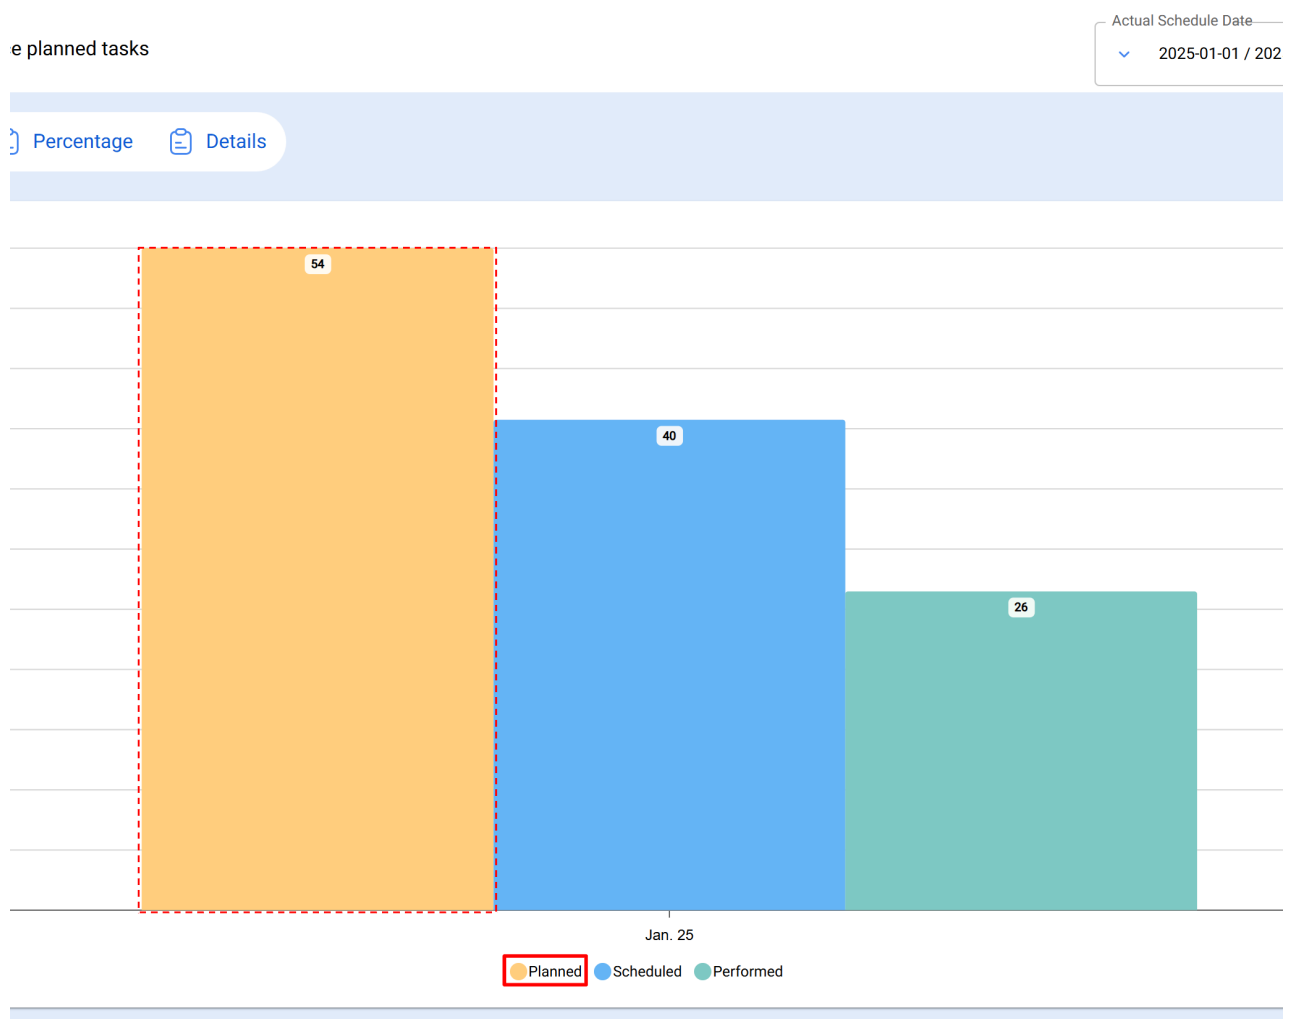 Actual Schedule Date
e planned tasks
2025-01-01 / 202
Percentage
Details
54
40
26
Jan. 25
Planned
Scheduled
Performed